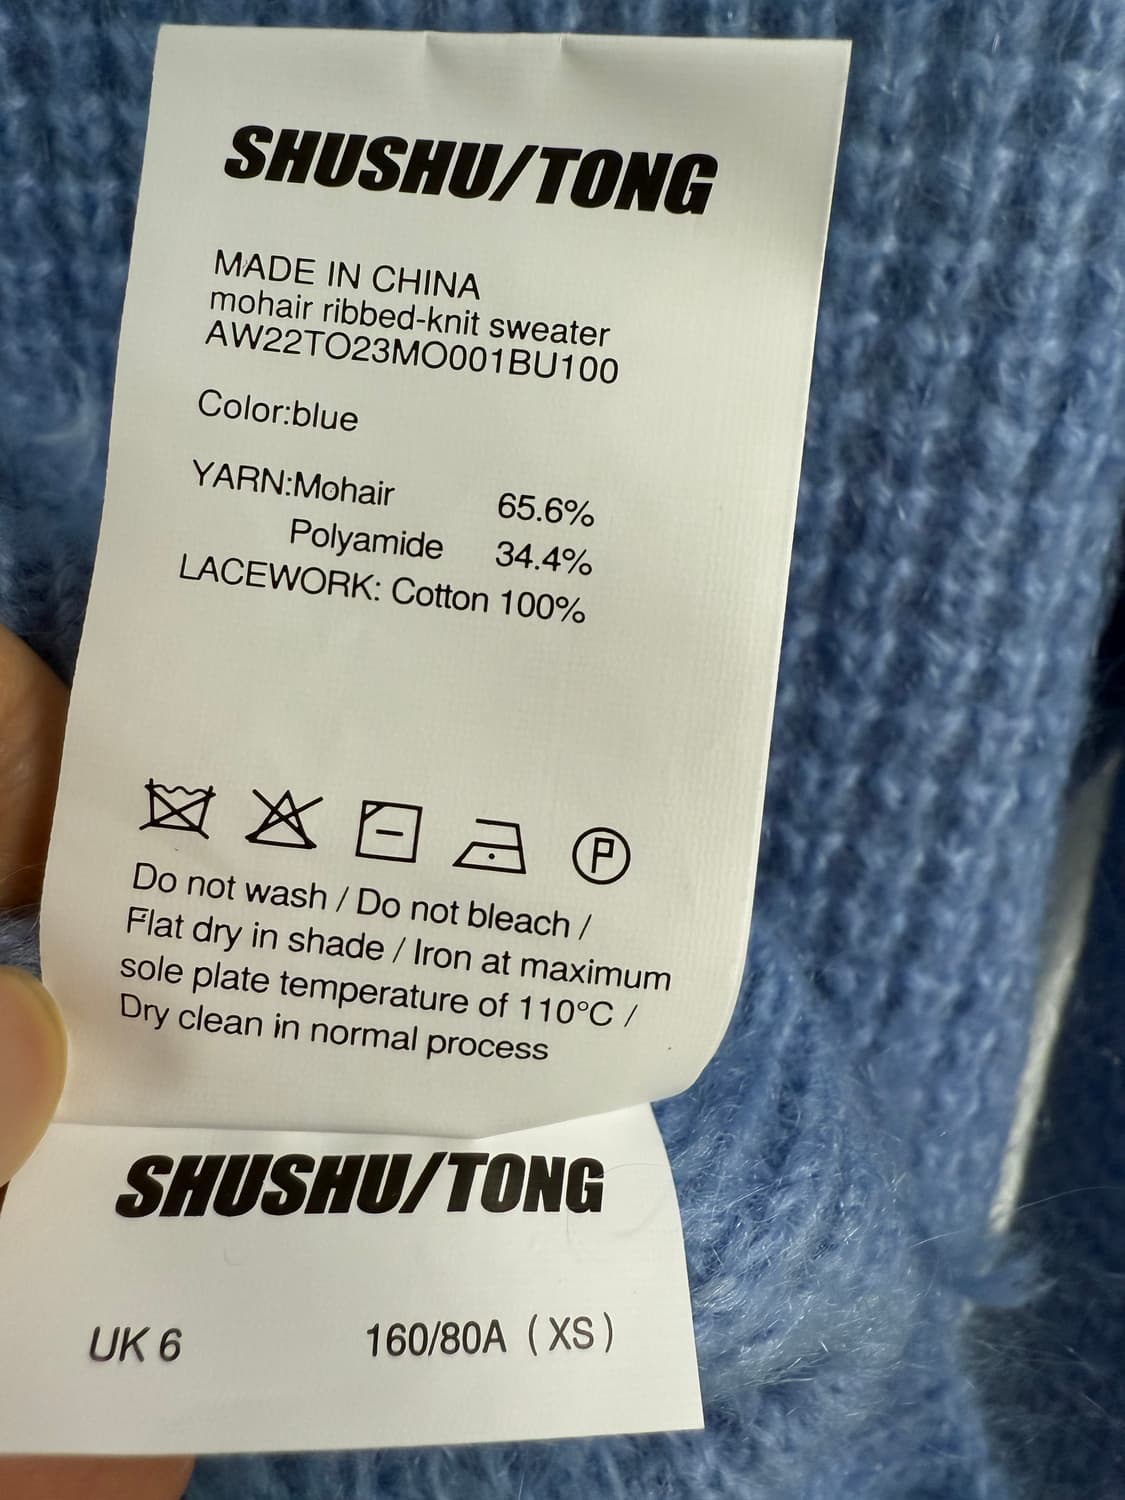 SHUSHU/TONG
MADE IN CHINA
mohair ribbed-knit sweater
AW22TO23MO001BU100
Color:blue
YARN:Mohair 65.6%
Polyamide 34.4%
LACEWORK: Cotton 100%
P
Do not wash / Do not bleach /
Flat dry in shade / Iron at maximum
sole plate temperature of 110°C /
Dry clean in normal process
SHUSHU/TONG
UK 6 160/80A (XS)